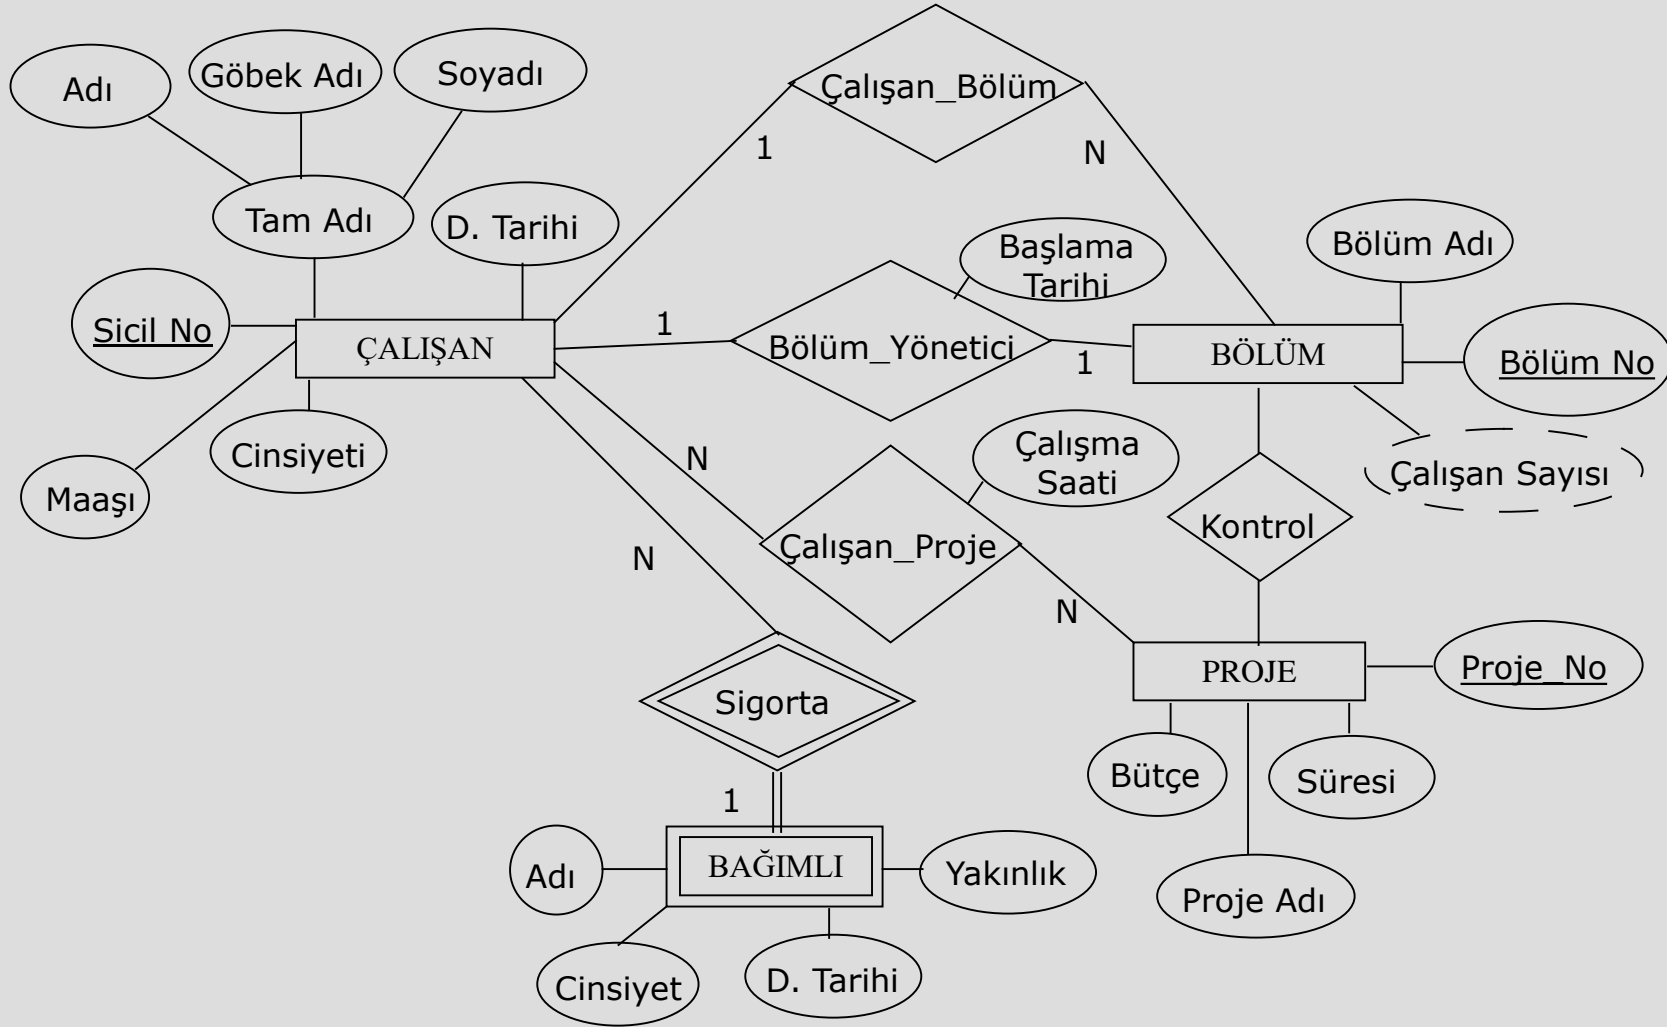 Adı
Göbek Adı
Soyadı
Çalışan_Bölüm
1
N
Tam Adı
D. Tarihi
Başlama
Tarihi
Bölüm Adı
Sicil No
ÇALIŞAN
1
Bölüm_Yönetici
1
BÖLÜM
Bölüm No
Maaşı
Cinsiyeti
N
Çalışma
Saati
Çalışan Sayısı
N
Çalışan_Proje
N
Kontrol
Sigorta
PROJE
Proje_No
1
Bütçe
Süresi
Adı
BAĞIMLI
Yakınlık
Proje Adı
Cinsiyet
D. Tarihi